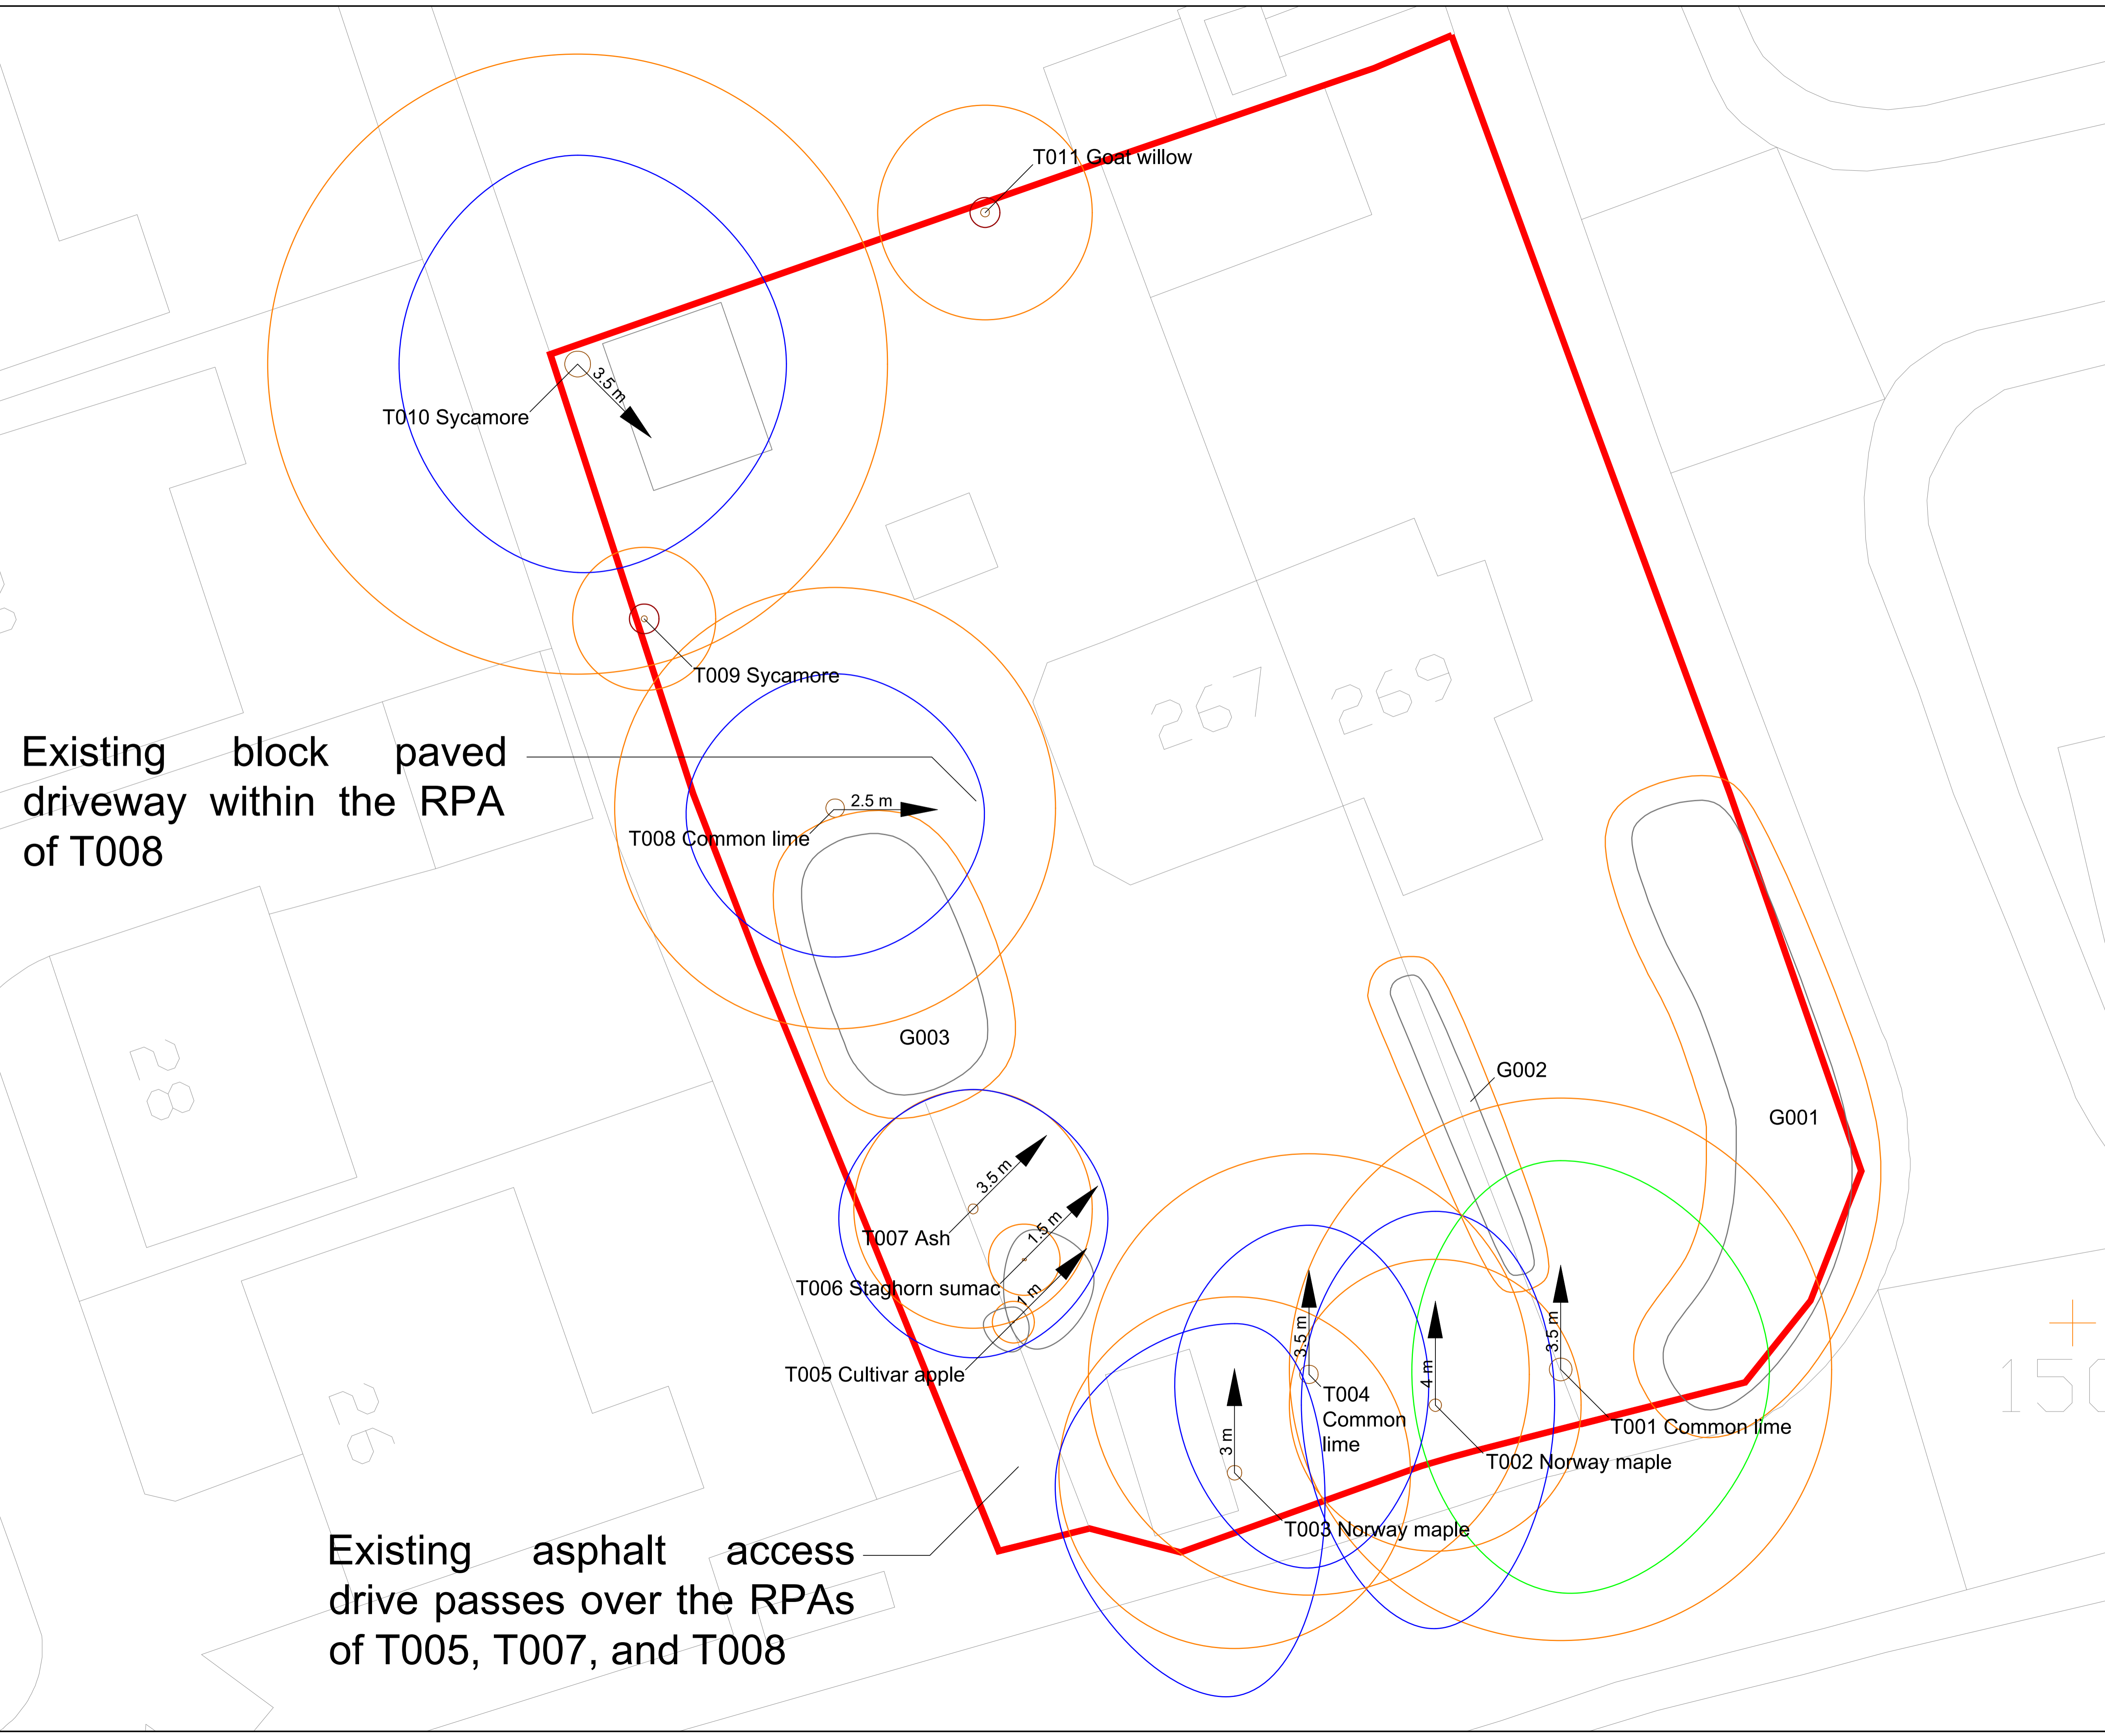 T011 Goat willow
3.5 m
T010 Sycamore
T009 Sycamore
267
269
Existing block paved
driveway within the RPA
of T008
2.5 m
T008 Common lime
G003
G002
G001
28
3.5 m
T007 Ash
1.5 m
T006 Staghorn sumac
1 m
T005 Cultivar apple
3.5 m
3.5 m
4 m
3 m
T004
Common
lime
T001 Common lime
T002 Norway maple
T003 Norway maple
26
150
Existing asphalt access
drive passes over the RPAs
of T005, T007, and T008